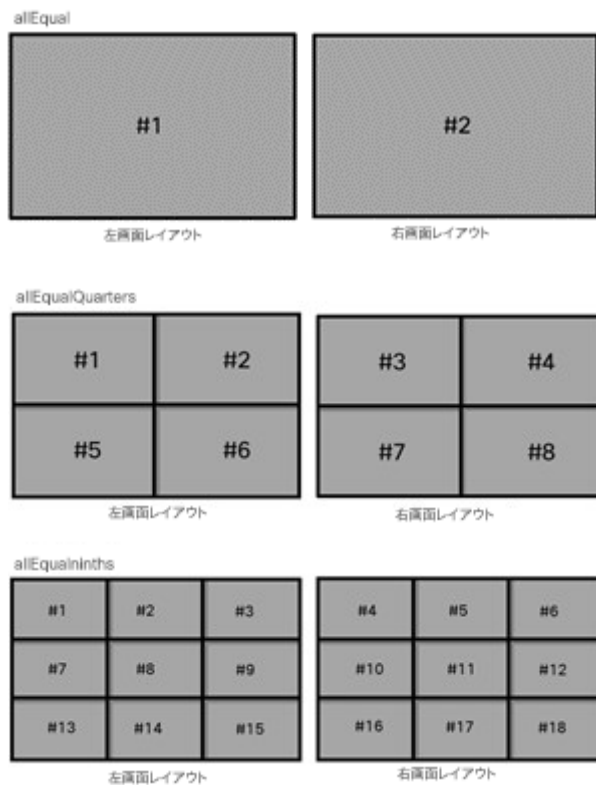 allEqual
#1 #2
左画面レイアウト 右画面レイアウト
allEqualQuarters
#1 #2 #3 #4
#5 #6 #7 #8
左画面レイアウト 右画面レイアウト
allEqualninths
#1 #2 #3 #4 #5 #6
#7 #8 #9 #10 #11 #12
#13 #14 #15 #16 #17 #18
左画面レイアウト 右画面レイアウト